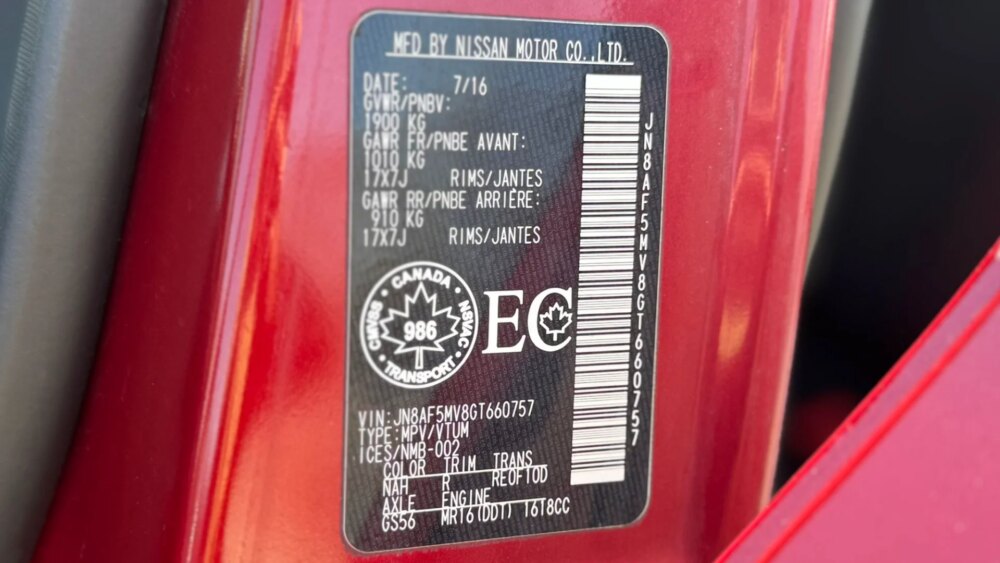 MFD BY NISSAN MOTOR CO.,LTD.
DATE: 7/16
GVWR/PNBV:
1900 KG
GAWR FR/PNBE AVANT:
1010 KG
17X7J RIMS/JANTES
GAWR RR/PNBE ARRIÈRE:
910 KG
17X7J RIMS/JANTES
CANADA
CMVSS · NSVAC
986
TRANSPORT
EC
VIN:JN8AF5MV8GT660757
TYPE:MPV/VTUM
ICES/NMB-002
COLOR TRIM TRANS
NAH R RE0F10D
AXLE ENGINE
GS56 MR16(DDT) 16T8CC
JN8AF5MV8GT660757